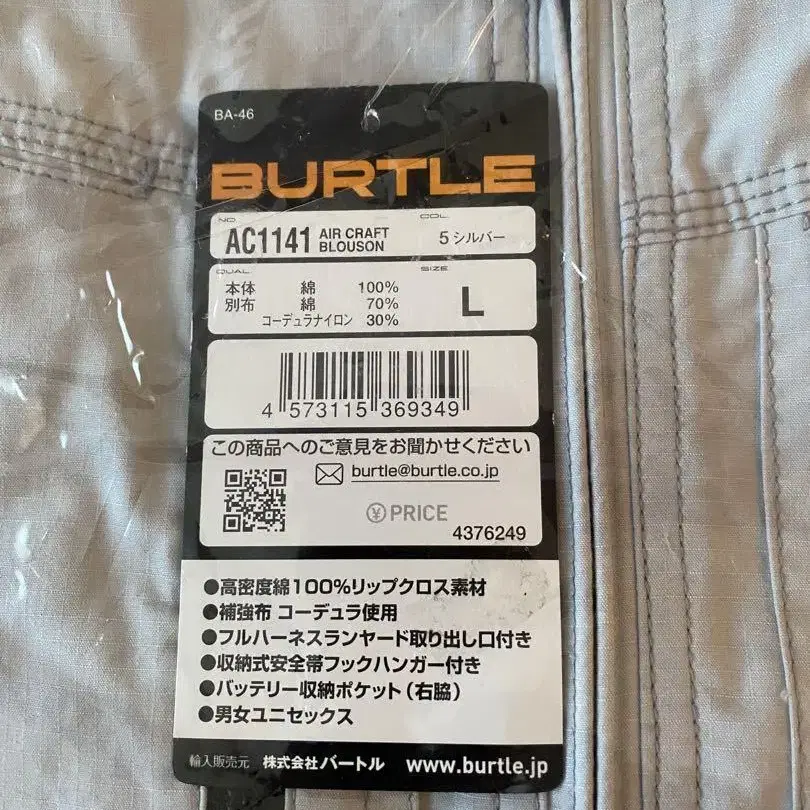 BA-46
BURTLE
NO. COL.
AC1141 AIR CRAFT BLOUSON 5 シルバー
QUAL. SIZE
本体 綿 100%
別布 綿 70%
コーデュラナイロン 30%
L
4 573115 369349
この商品へのご意見をお聞かせください
burtle@burtle.co.jp
¥ PRICE
4376249
●高密度綿100%リップクロス素材
●補強布 コーデュラ使用
●フルハーネスランヤード取り出し口付き
●収納式安全帯フックハンガー付き
●バッテリー収納ポケット(右脇)
●男女ユニセックス
輸入販売元 株式会社バートル www.burtle.jp